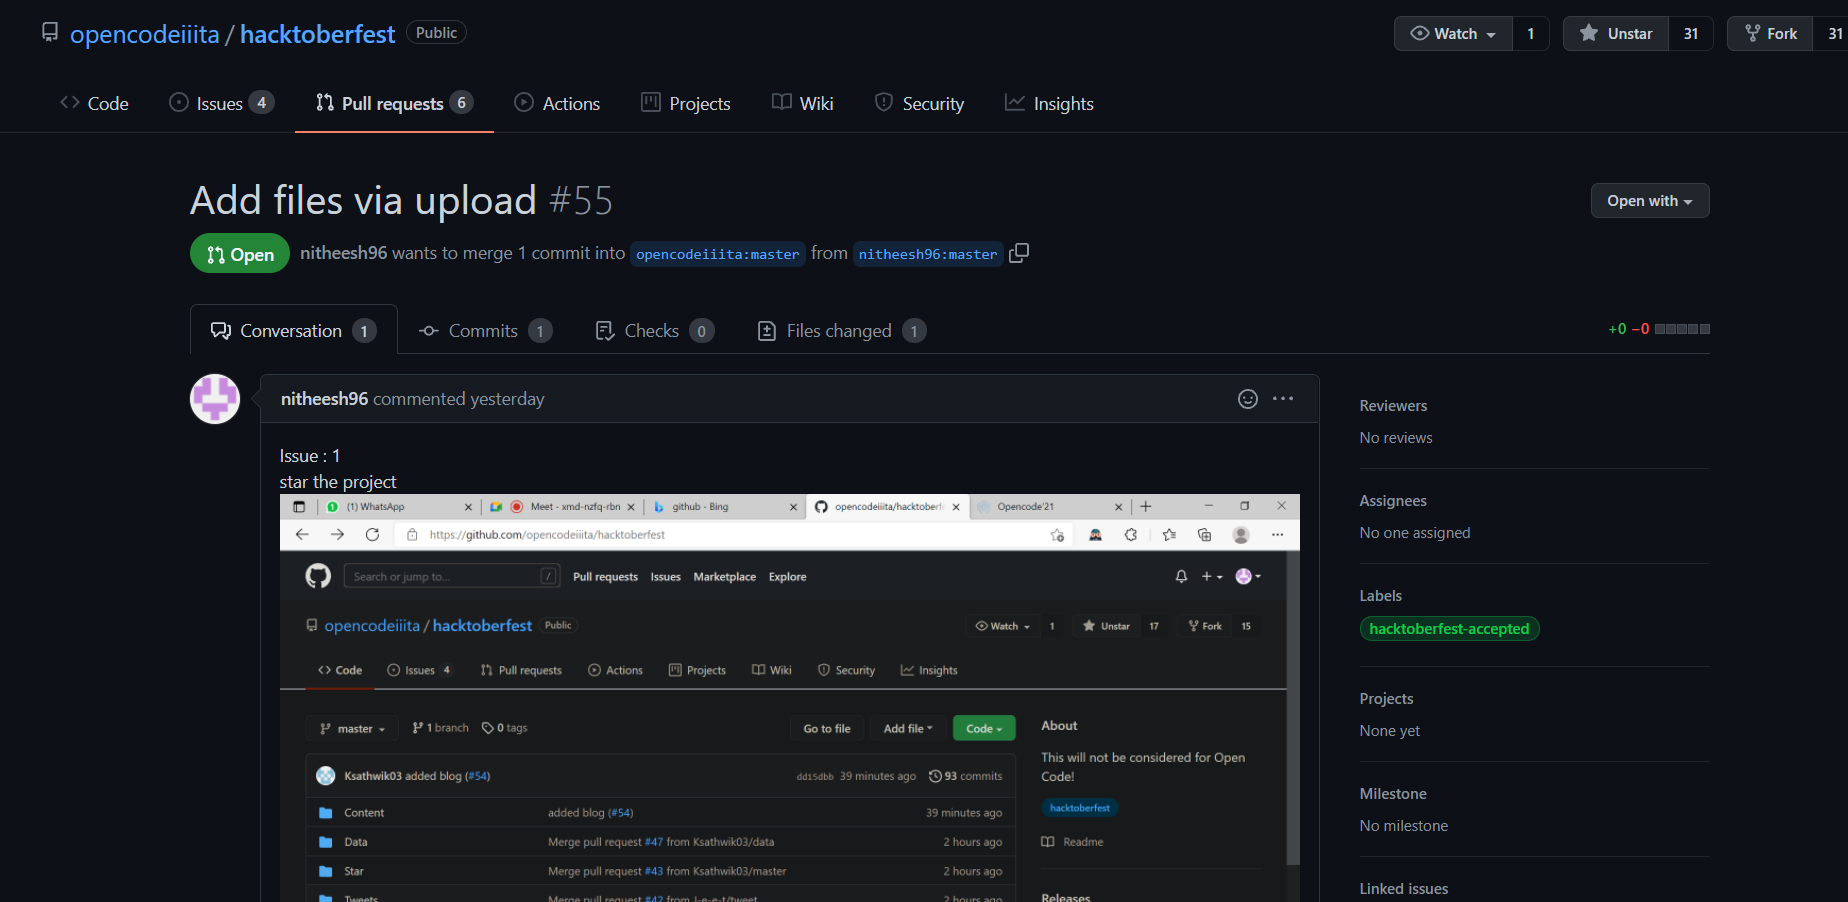 opencodeiiita / hacktoberfest Public
Watch 1 Unstar 31 Fork 31
Code Issues 4 Pull requests 6 Actions Projects Wiki Security Insights
Add files via upload #55
Open with
Open nitheesh96 wants to merge 1 commit into opencodeiiita:master from nitheesh96:master
Conversation 1 Commits 1 Checks 0 Files changed 1
+0 −0
nitheesh96 commented yesterday
Issue : 1
star the project
(1) WhatsApp Meet - xmd-nzfq-rbn github - Bing opencodeiiita/hacktoberfe Opencode'21
https://github.com/opencodeiiita/hacktoberfest
Search or jump to... / Pull requests Issues Marketplace Explore
opencodeiiita / hacktoberfest Public
Watch 1 Unstar 17 Fork 15
Code Issues 4 Pull requests Actions Projects Wiki Security Insights
master 1 branch 0 tags Go to file Add file Code
Ksathwik03 added blog (#54) dd15dbb 39 minutes ago 93 commits
Content added blog (#54) 39 minutes ago
Data Merge pull request #47 from Ksathwik03/data 2 hours ago
Star Merge pull request #43 from Ksathwik03/master 2 hours ago
Tweets Merge pull request #42 from J-e-e-t/tweet 2 hours ago
About
This will not be considered for Open
Code!
hacktoberfest
Readme
Releases
Reviewers
No reviews
Assignees
No one assigned
Labels
hacktoberfest-accepted
Projects
None yet
Milestone
No milestone
Linked issues